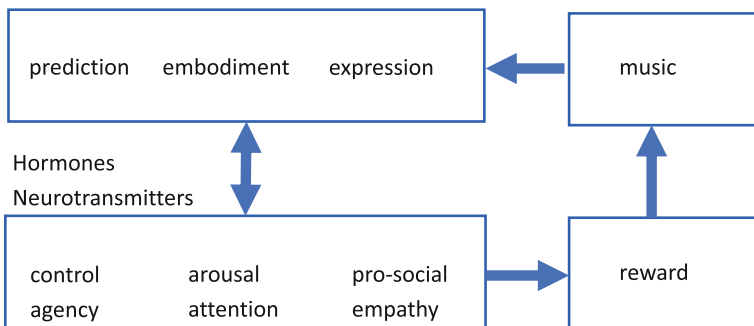 prediction embodiment expression
music
Hormones
Neurotransmitters
control arousal pro-social
agency attention empathy
reward